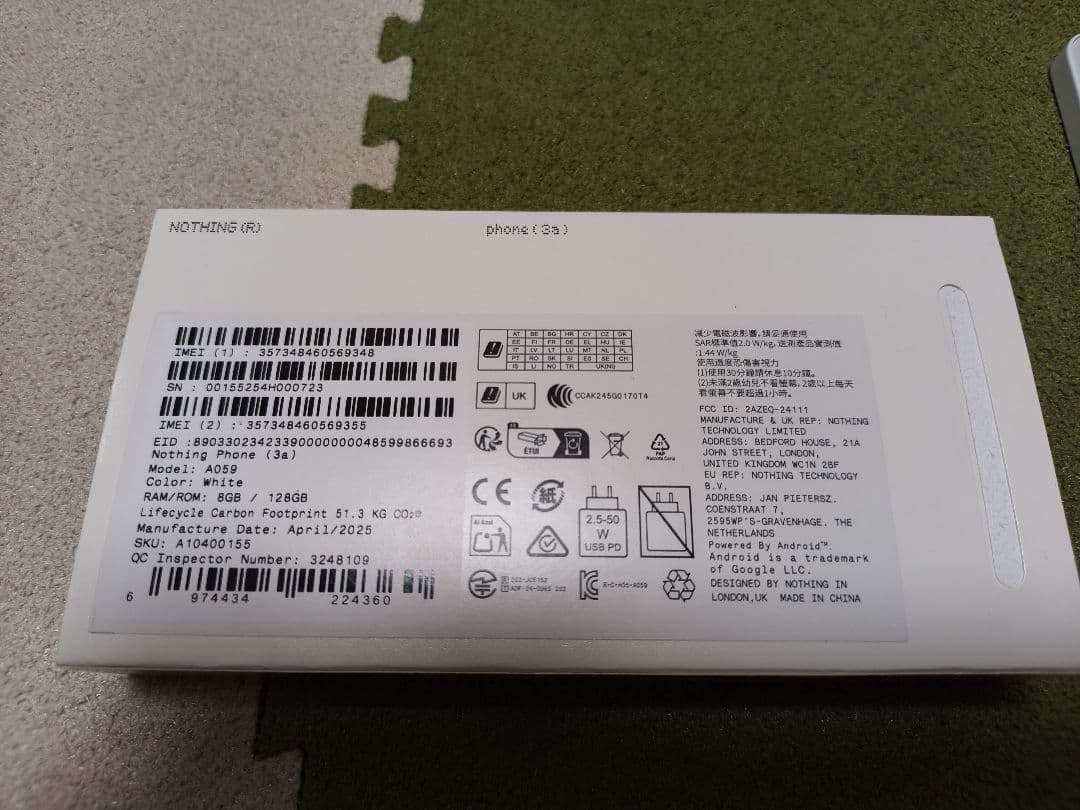 NOTHING (R)
phone (3a)
IMEI (1) : 357348460569348
SN : 00155254H000723
IMEI (2) : 357348460569355
EID :89033023423390000000048599866693
Nothing Phone (3a)
Model: A059
Color: White
RAM/ROM: 8GB / 128GB
Lifecycle Carbon Footprint 51.3 KG CO₂e
Manufacture Date: April/2025
SKU: A10400155
QC Inspector Number: 3248109
6 974434 224360
AT BE BG HR CY CZ DK
EE FI FR DE EL HU IE
IT LV LT LU MT NL PL
PT RO SK SI ES SE CH
IS LI NO TR UK(NI)
UK
CCAK245G0170T4
FR
ÉTUI
21
PAP
Raccolta Carta
CE
紙
2.5-50
W
USB PD
R-C-NOt-A059
減少電磁波影響,請妥適使用
SAR標準值2.0 W/kg, 送測產品實測值
:1.44 W/kg
使用過度恐傷害視力
(1)使用30分鐘請休息10分鐘。
(2)未滿2歲幼兒不看螢幕, 2歲以上每天
看螢幕不要超過1小時。
FCC ID: 2AZEQ-24111
MANUFACTURE & UK REP: NOTHING
TECHNOLOGY LIMITED
ADDRESS: BEDFORD HOUSE, 21A
JOHN STREET, LONDON,
UNITED KINGDOM WC1N 2BF
EU REP: NOTHING TECHNOLOGY
B.V.
ADDRESS: JAN PIETERSZ.
COENSTRAAT 7,
2595WP'S-GRAVENHAGE. THE
NETHERLANDS
Powered By Android™.
Android is a trademark
of Google LLC.
DESIGNED BY NOTHING IN
LONDON,UK MADE IN CHINA